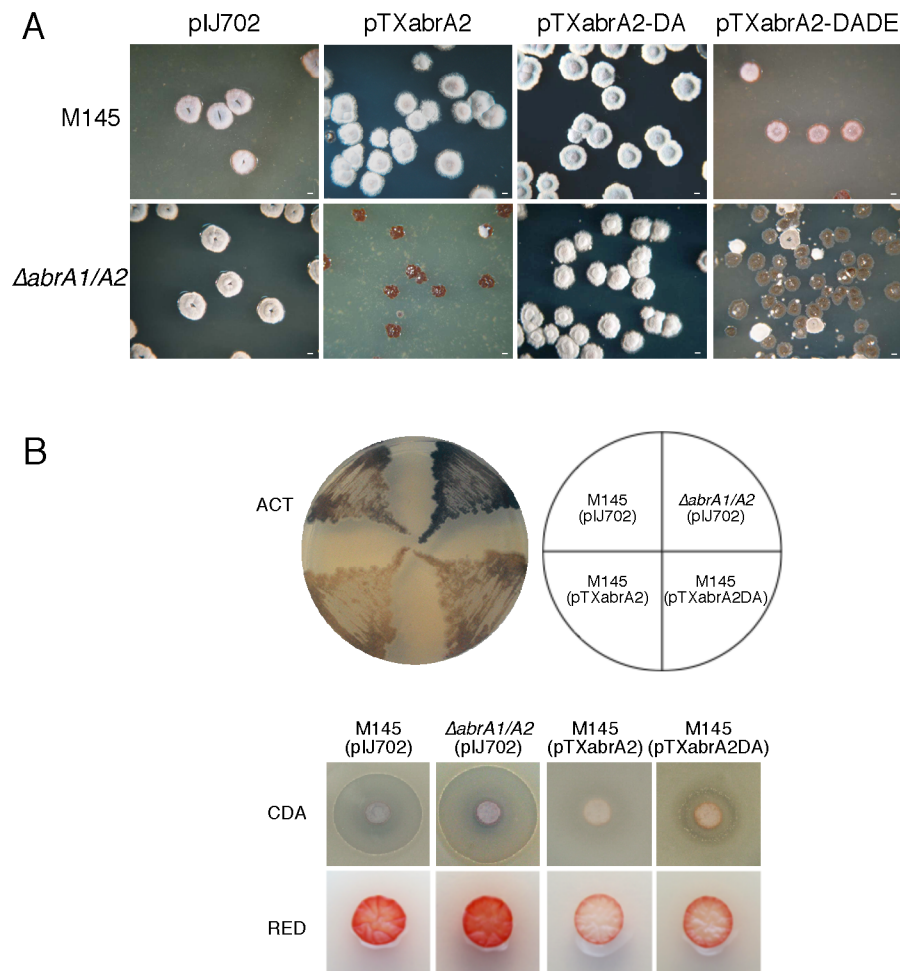 A
pIJ702 pTXabrA2 pTXabrA2-DA pTXabrA2-DADE
M145
ΔabrA1/A2
B
ACT
M145
(pIJ702)
ΔabrA1/A2
(pIJ702)
M145
(pTXabrA2)
M145
(pTXabrA2DA)
M145 ΔabrA1/A2 M145 M145
(pIJ702) (pIJ702) (pTXabrA2) (pTXabrA2DA)
CDA
RED